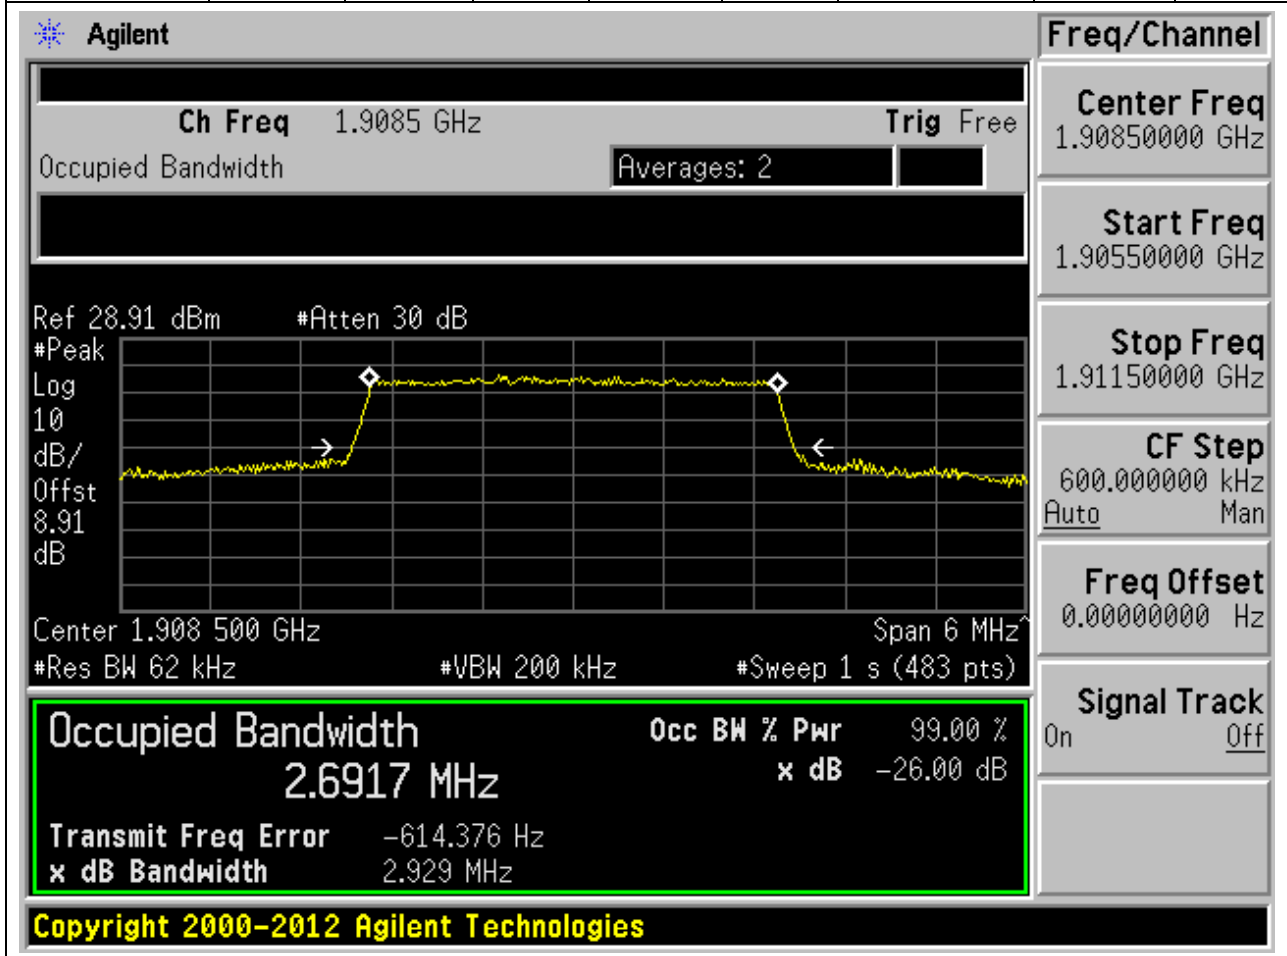 Agilent
Freq/Channel
Ch Freq 1.9085 GHz Trig Free
Occupied Bandwidth Averages: 2
Center Freq
1.90850000 GHz
Start Freq
1.90550000 GHz
Stop Freq
1.91150000 GHz
CF Step
600.000000 kHz
Auto Man
Freq Offset
0.00000000 Hz
Signal Track
On Off
Ref 28.91 dBm #Atten 30 dB
#Peak
Log
10
dB/
Offst
8.91
dB
Center 1.908 500 GHz Span 6 MHz^
#Res BW 62 kHz #VBW 200 kHz #Sweep 1 s (483 pts)
Occupied Bandwidth Occ BW % Pwr 99.00 %
2.6917 MHz x dB -26.00 dB
Transmit Freq Error -614.376 Hz
x dB Bandwidth 2.929 MHz
Copyright 2000-2012 Agilent Technologies